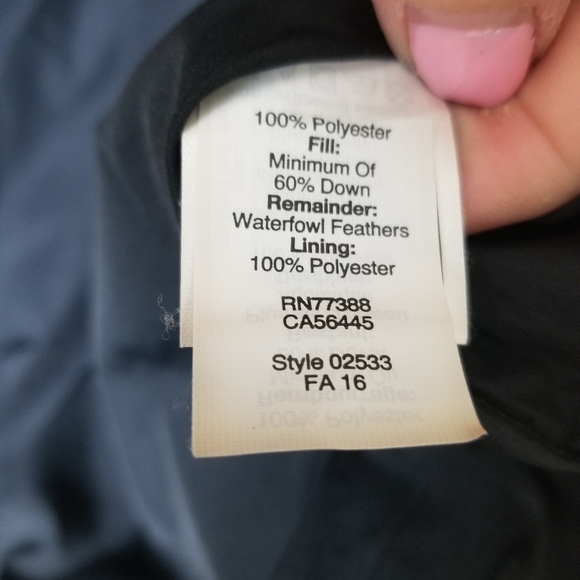 100% Polyester
Fill:
Minimum Of
60% Down
Remainder:
Waterfowl Feathers
Lining:
100% Polyester
RN77388
CA56445
Style 02533
FA 16